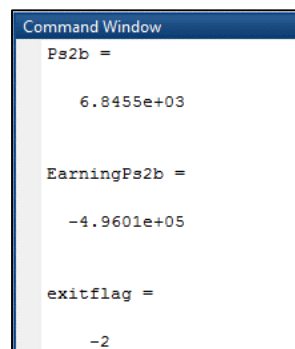 Command Window
Ps2b =
6.8455e+03
EarningPs2b =
-4.9601e+05
exitflag =
-2